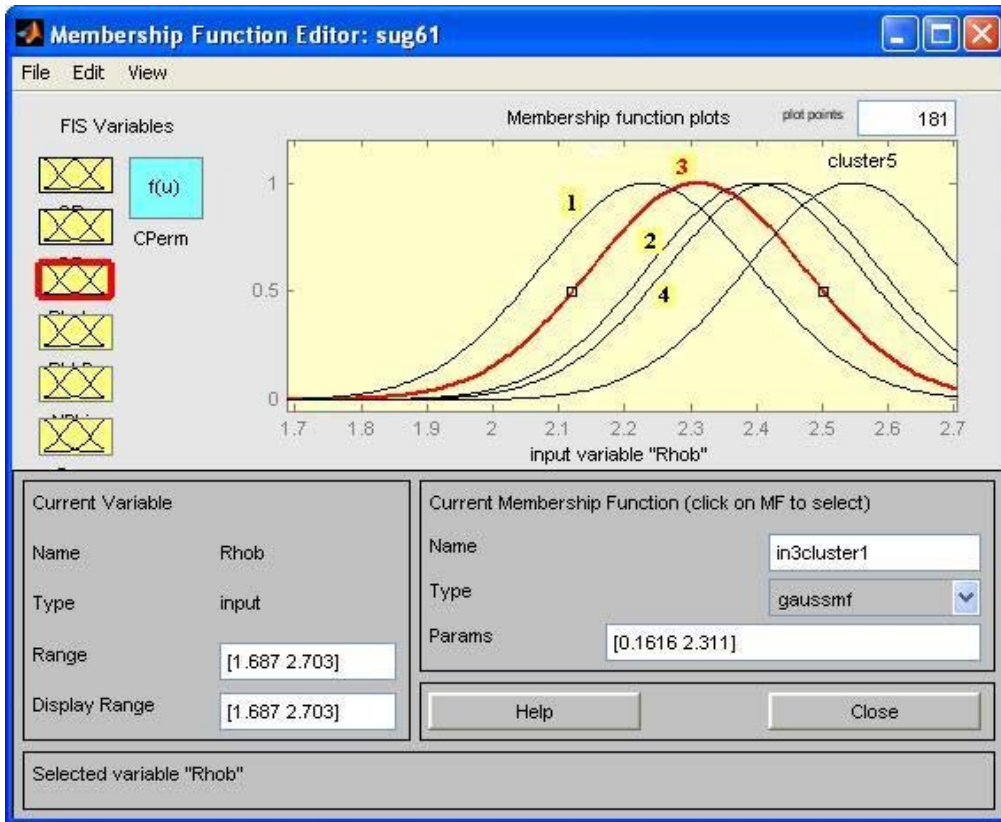 Membership Function Editor: sug61
File Edit View
FIS Variables
f(u)
CPerm
Membership function plots
plot points
181
cluster5
1
2
3
4
1
0.5
0
1.7 1.8 1.9 2 2.1 2.2 2.3 2.4 2.5 2.6 2.7
input variable "Rhob"
Current Variable
Name Rhob
Type input
Range [1.687 2.703]
Display Range [1.687 2.703]
Current Membership Function (click on MF to select)
Name in3cluster1
Type gaussmf
Params [0.1616 2.311]
Help Close
Selected variable "Rhob"